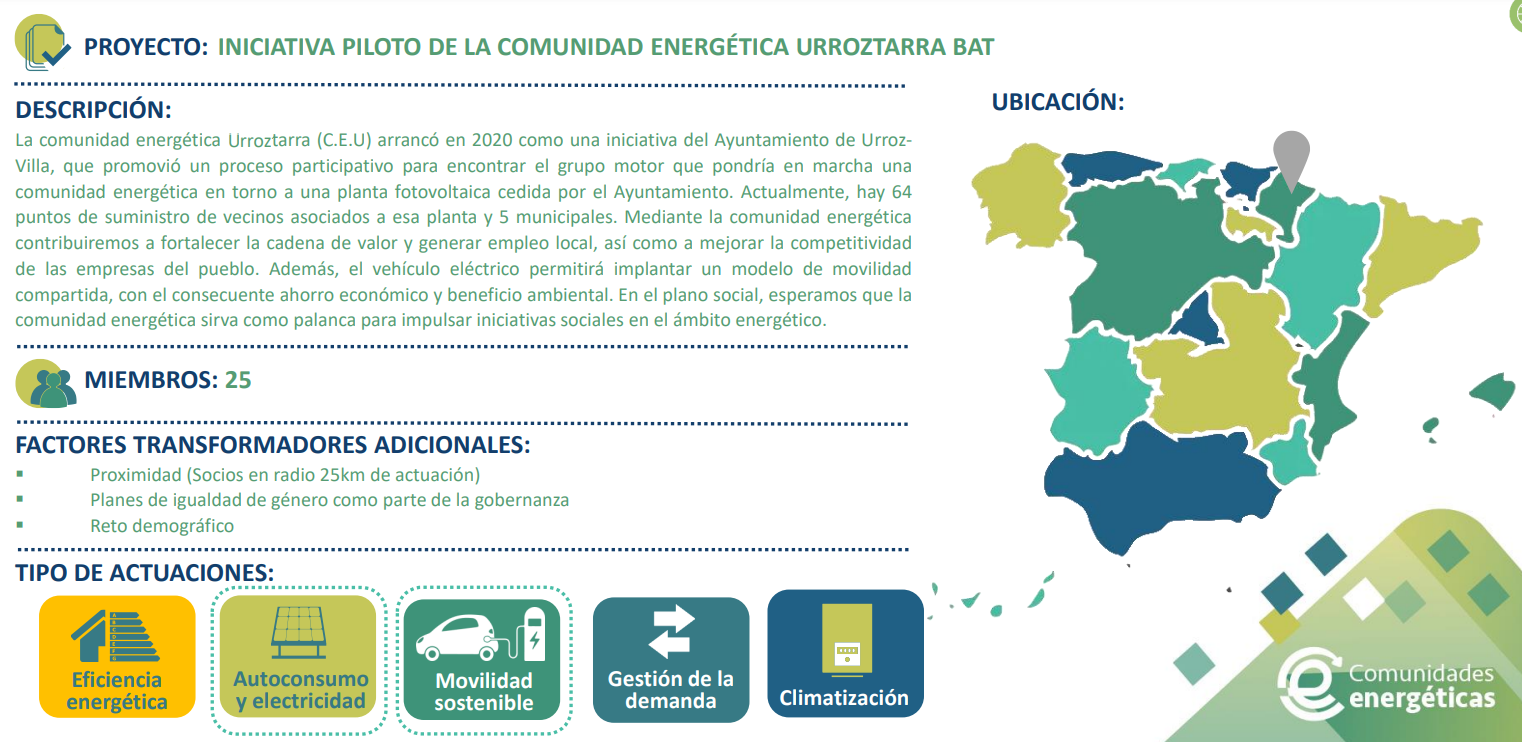 PROYECTO: INICIATIVA PILOTO DE LA COMUNIDAD ENERGÉTICA URROZTARRA BAT
DESCRIPCIÓN:
La comunidad energética Urroztarra (C.E.U) arrancó en 2020 como una iniciativa del Ayuntamiento de Urroz-
Villa, que promovió un proceso participativo para encontrar el grupo motor que pondría en marcha una
comunidad energética en torno a una planta fotovoltaica cedida por el Ayuntamiento. Actualmente, hay 64
puntos de suministro de vecinos asociados a esa planta y 5 municipales. Mediante la comunidad energética
contribuiremos a fortalecer la cadena de valor y generar empleo local, así como a mejorar la competitividad
de las empresas del pueblo. Además, el vehículo eléctrico permitirá implantar un modelo de movilidad
compartida, con el consecuente ahorro económico y beneficio ambiental. En el plano social, esperamos que la
comunidad energética sirva como palanca para impulsar iniciativas sociales en el ámbito energético.
MIEMBROS: 25
FACTORES TRANSFORMADORES ADICIONALES:
▪ Proximidad (Socios en radio 25km de actuación)
▪ Planes de igualdad de género como parte de la gobernanza
▪ Reto demográfico
TIPO DE ACTUACIONES:
Eficiencia
energética
Autoconsumo
y electricidad
Movilidad
sostenible
Gestión de la
demanda
Climatización
UBICACIÓN:
Comunidades
energéticas